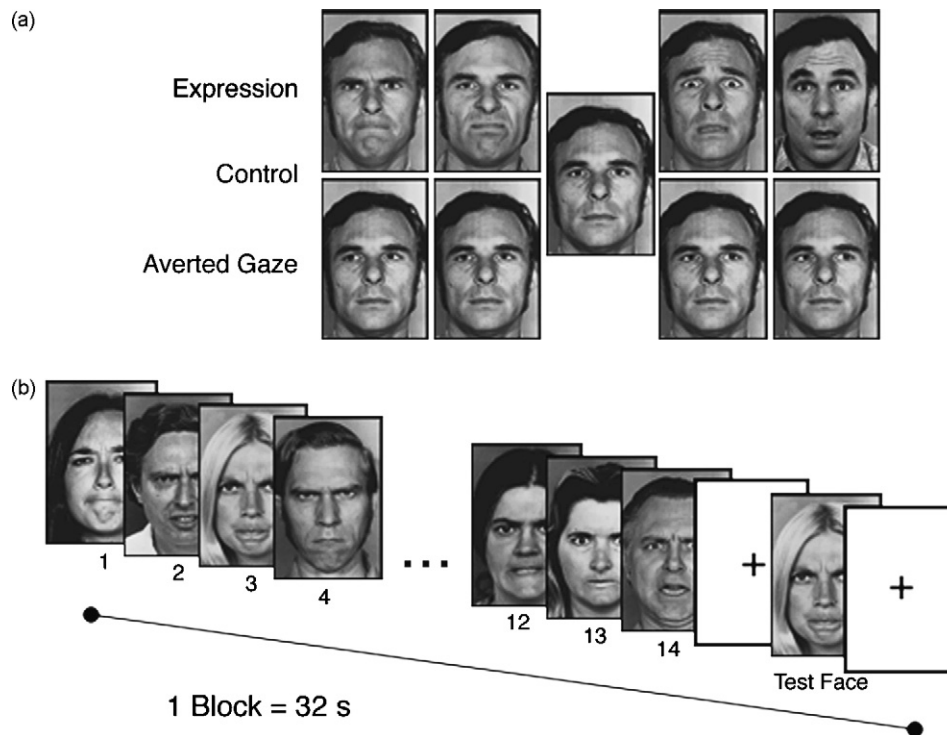 (a)
Expression
Control
Averted Gaze
(b)
1
2
3
4
...
12
13
14
+
+
Test Face
1 Block = 32 s